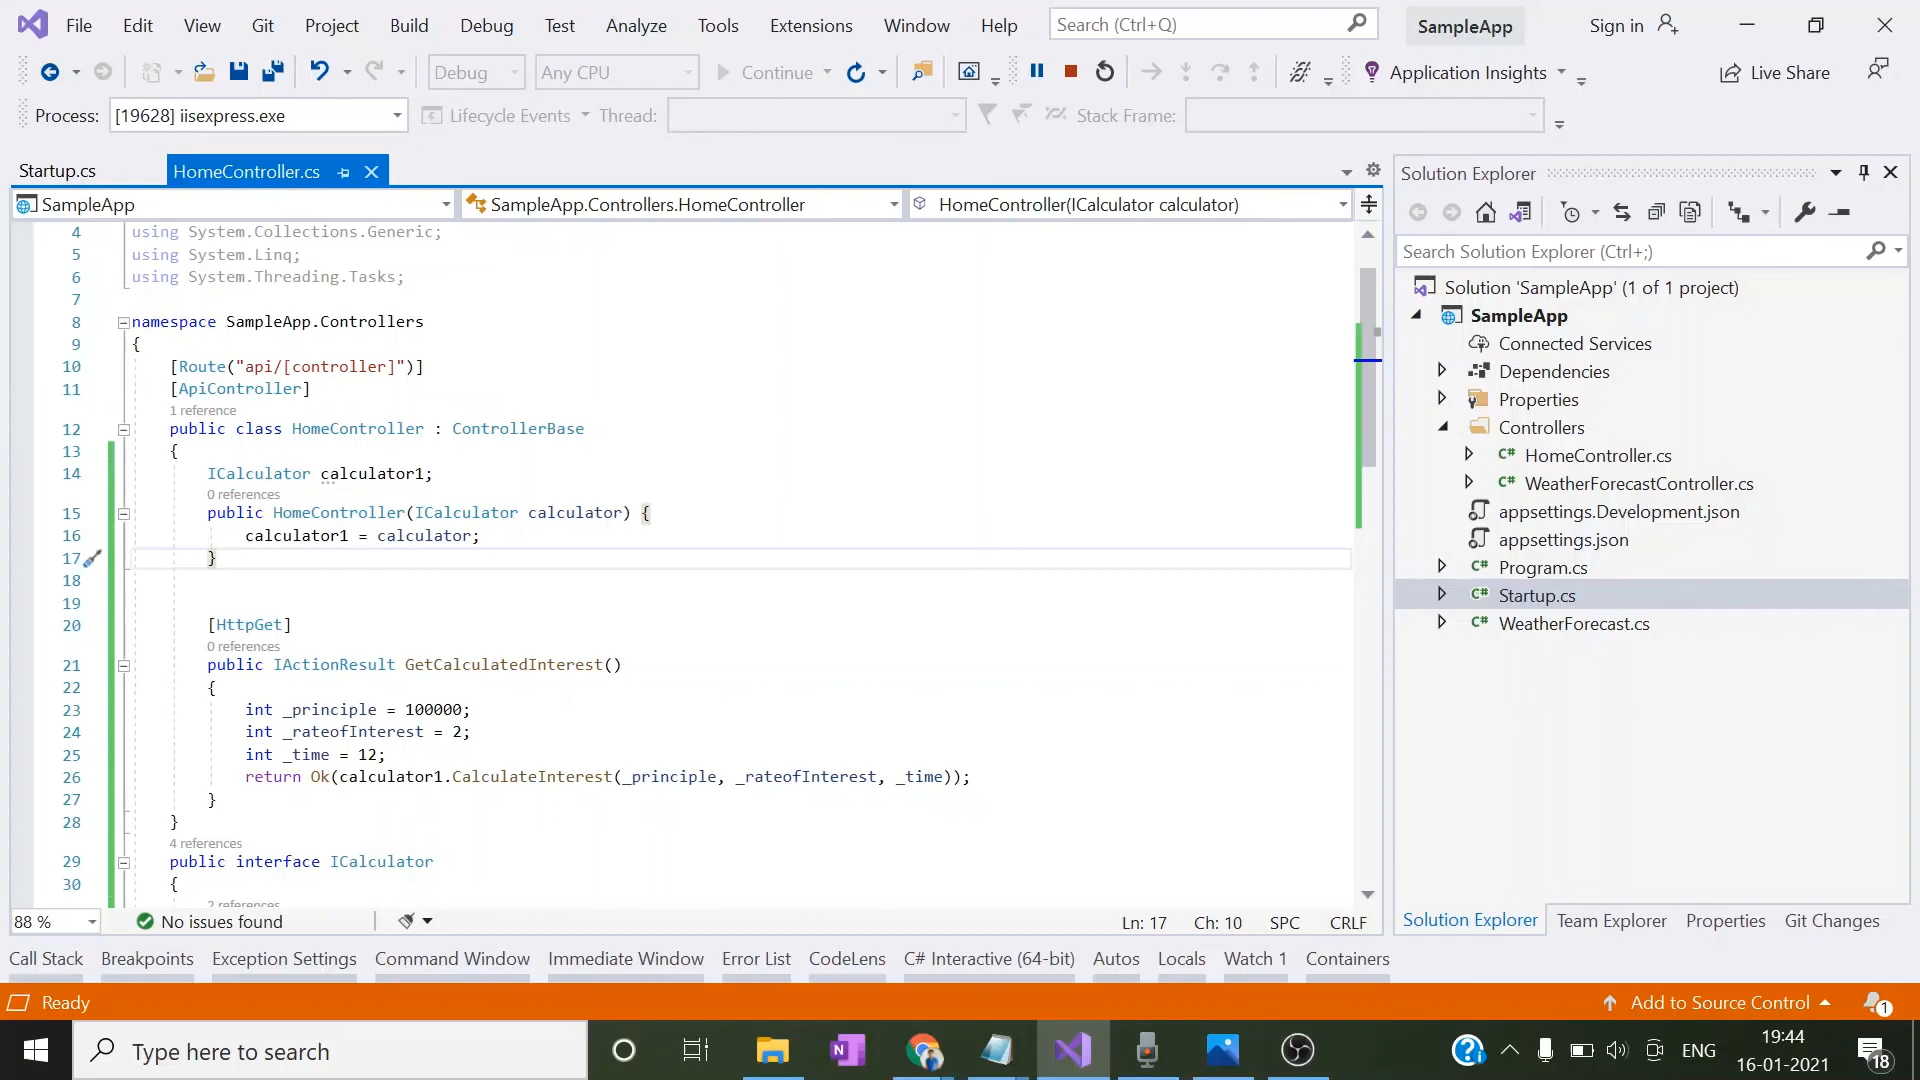 File Edit View Git Project Build Debug Test Analyze Tools Extensions Window Help Search (Ctrl+Q) SampleApp Sign in
Debug Any CPU Continue Application Insights Live Share
Process: [19628] iisexpress.exe Lifecycle Events Thread: Stack Frame:
Startup.cs HomeController.cs
SampleApp SampleApp.Controllers.HomeController HomeController(ICalculator calculator)
4 using System.Collections.Generic;
5 using System.Linq;
6 using System.Threading.Tasks;
7
8 namespace SampleApp.Controllers
9 {
10 [Route("api/[controller]")]
11 [ApiController]
1 reference
12 public class HomeController : ControllerBase
13 {
14 ICalculator calculator1;
0 references
15 public HomeController(ICalculator calculator) {
16 calculator1 = calculator;
17 }
18
19
20 [HttpGet]
0 references
21 public IActionResult GetCalculatedInterest()
22 {
23 int _principle = 100000;
24 int _rateofInterest = 2;
25 int _time = 12;
26 return Ok(calculator1.CalculateInterest(_principle, _rateofInterest, _time));
27 }
28 }
4 references
29 public interface ICalculator
30 {
2 references
88 % No issues found Ln: 17 Ch: 10 SPC CRLF
Solution Explorer
Search Solution Explorer (Ctrl+;)
Solution 'SampleApp' (1 of 1 project)
SampleApp
Connected Services
Dependencies
Properties
Controllers
C# HomeController.cs
C# WeatherForecastController.cs
appsettings.Development.json
appsettings.json
C# Program.cs
C# Startup.cs
C# WeatherForecast.cs
Solution Explorer Team Explorer Properties Git Changes
Call Stack Breakpoints Exception Settings Command Window Immediate Window Error List CodeLens C# Interactive (64-bit) Autos Locals Watch 1 Containers
Ready Add to Source Control 1
Type here to search N ENG 19:44 18
16-01-2021